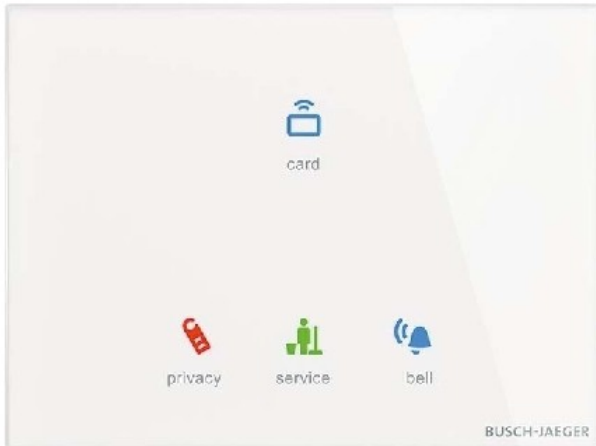 card
privacy
service
bell
BUSCH-JAEGER